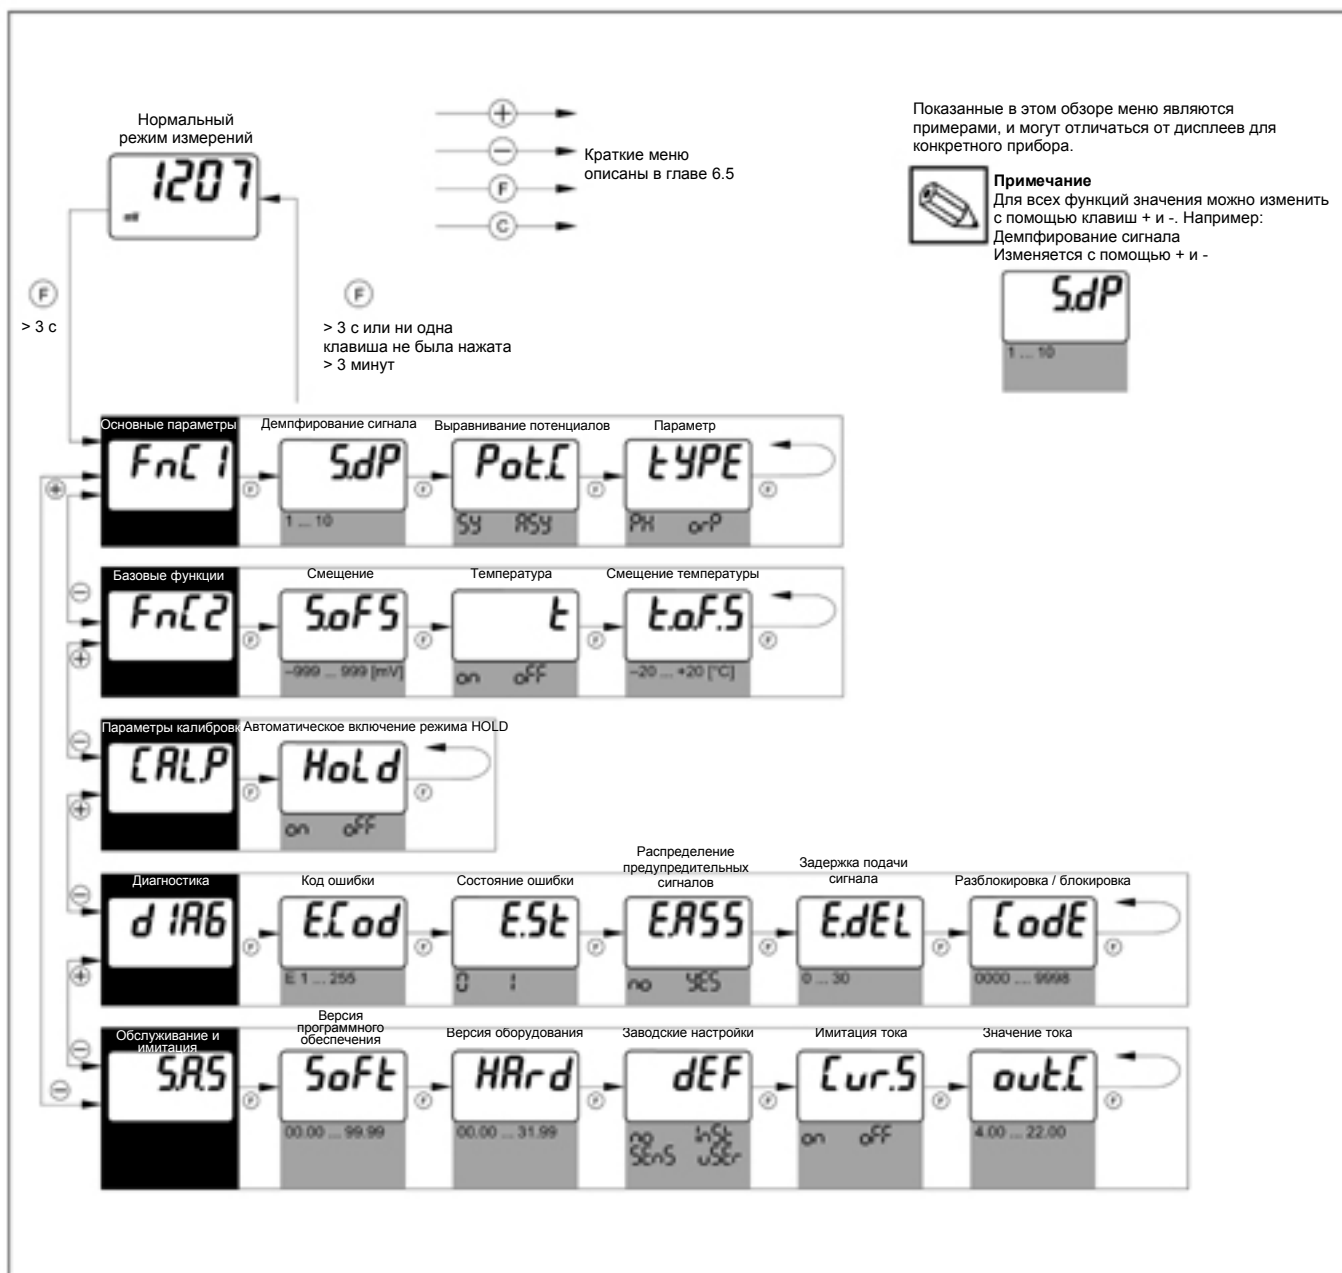 Нормальный
режим измерений
1207
mV
F
> 3 с
F
> 3 с или ни одна
клавиша не была нажата
> 3 минут
+
−
F
C
Краткие меню
описаны в главе 6.5
Показанные в этом обзоре меню являются
примерами, и могут отличаться от дисплеев для
конкретного прибора.
Примечание
Для всех функций значения можно изменить
с помощью клавиш + и -. Например:
Демпфирование сигнала
Изменяется с помощью + и -
S.dP
1 ... 10
Основные параметры
FnC1
F
Демпфирование сигнала
S.dP
1 ... 10
F
Выравнивание потенциалов
Pot.C
Sy ASy
F
Параметр
tYPE
PH orP
F
+
−
Базовые функции
FnC2
F
Смещение
S.oFS
−999 ... 999 [mV]
F
Температура
t
on oFF
F
Смещение температуры
t.o.F.S
−20 ... +20 [°C]
F
+
−
Параметры калибровк
CAL.P
F
Автоматическое включение режима HOLD
HoLd
on oFF
F
+
−
Диагностика
dIAG
F
Код ошибки
E.Cod
E 1 ... 255
F
Состояние ошибки
E.St
0 1
F
Распределение
предупредительных
сигналов
E.ASS
no YES
F
Задержка подачи
сигнала
E.dEL
0 ... 30
F
Разблокировка / блокировка
CodE
0000 ... 9998
F
+
−
−
Обслуживание и
имитация
S.A.S
F
Версия
программного
обеспечения
SoFt
00.00 ... 99.99
F
Версия оборудования
HArd
00.00 ... 31.99
F
Заводские настройки
dEF
no InSt
SEnS uSEr
F
Имитация тока
Cur.S
on oFF
F
Значение тока
out.C
4.00 ... 22.00
F